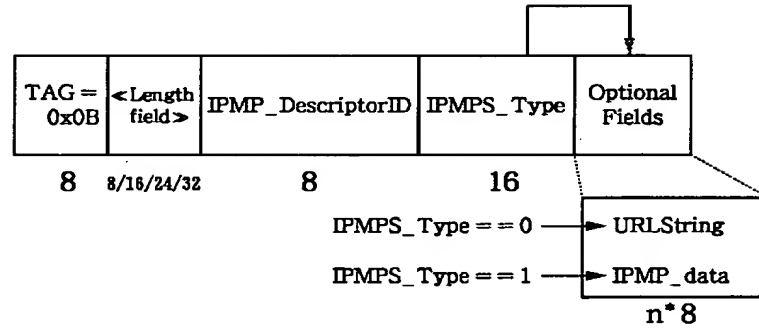 TAG =
0x0B
<Length
field>
IPMP_DescriptorID
IPMPS_Type
Optional
Fields
8
8/16/24/32
8
16
IPMPS_Type==0
URLString
IPMPS_Type==1
IPMP_data
n*8